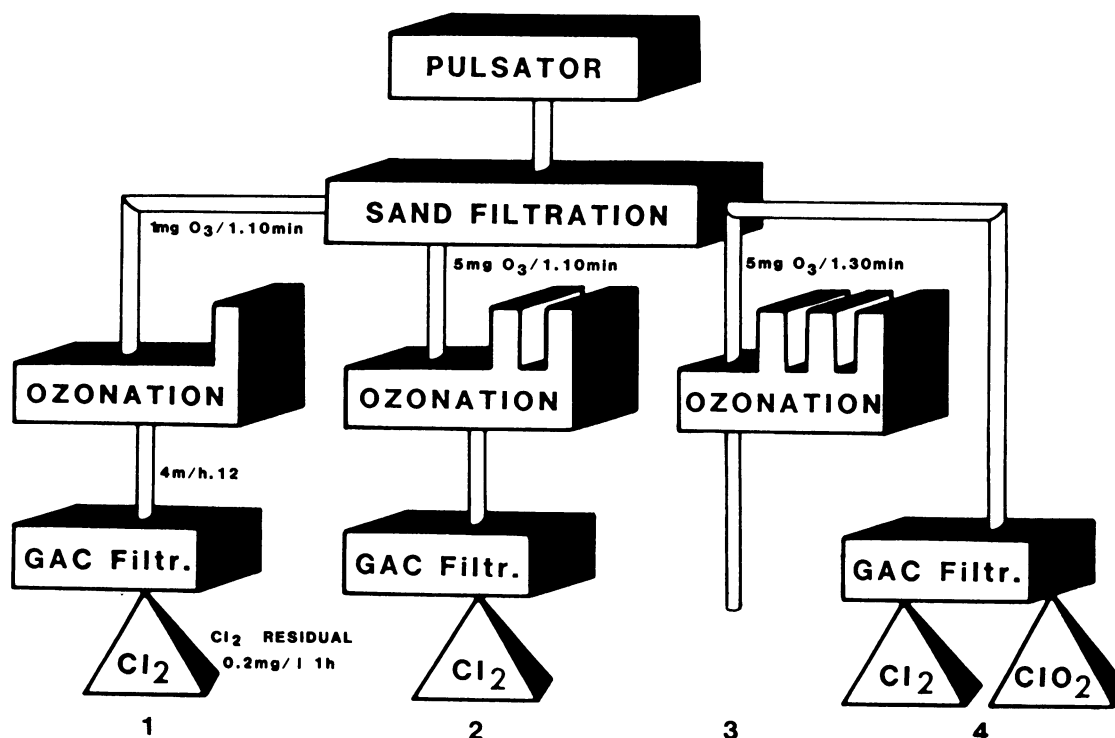 PULSATOR
SAND FILTRATION
1mg O₃/1.10min
5mg O₃/1.10min
5mg O₃/1.30min
OZONATION
OZONATION
OZONATION
4m/h.12
GAC Filtr.
GAC Filtr.
GAC Filtr.
Cl₂ RESIDUAL
0.2mg/l 1h
Cl₂
Cl₂
Cl₂
ClO₂
1
2
3
4